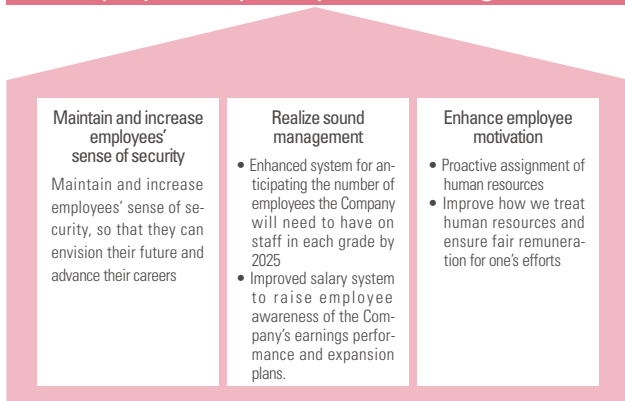 Maintain and increase
employees‘
sense of security
Maintain and increase
employees‘ sense of se-
curity, so that they can
envision their future and
advance their careers
Realize sound
management
• Enhanced system for an-
ticipating the number of
employees the Company
will need to have on
staff in each grade by
2025
• Improved salary system
to raise employee
awareness of the Com-
pany’s earnings perfor-
mance and expansion
plans.
Enhance employee
motivation
• Proactive assignment of
human resources
• Improve how we treat
human resources and
ensure fair remunera-
tion for one’s efforts